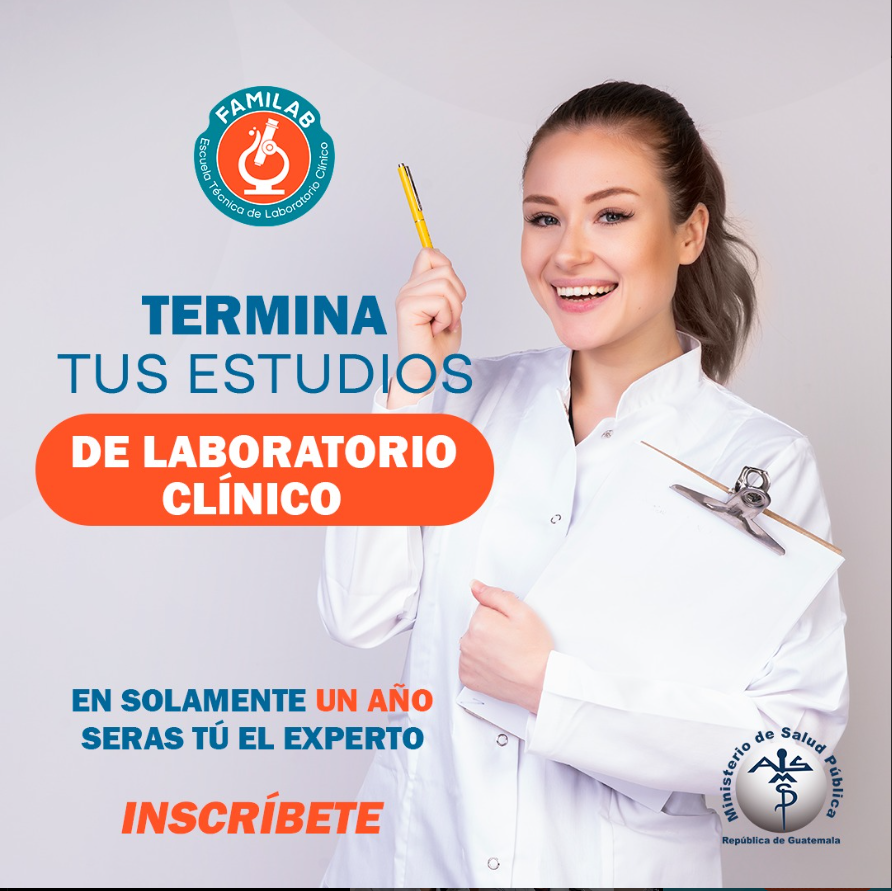 FAMILAB
Escuela Técnica de Laboratorio Clínico
TERMINA
TUS ESTUDIOS
DE LABORATORIO
CLÍNICO
EN SOLAMENTE UN AÑO
SERAS TÚ EL EXPERTO
INSCRÍBETE
Ministerio de Salud Pública
República de Guatemala